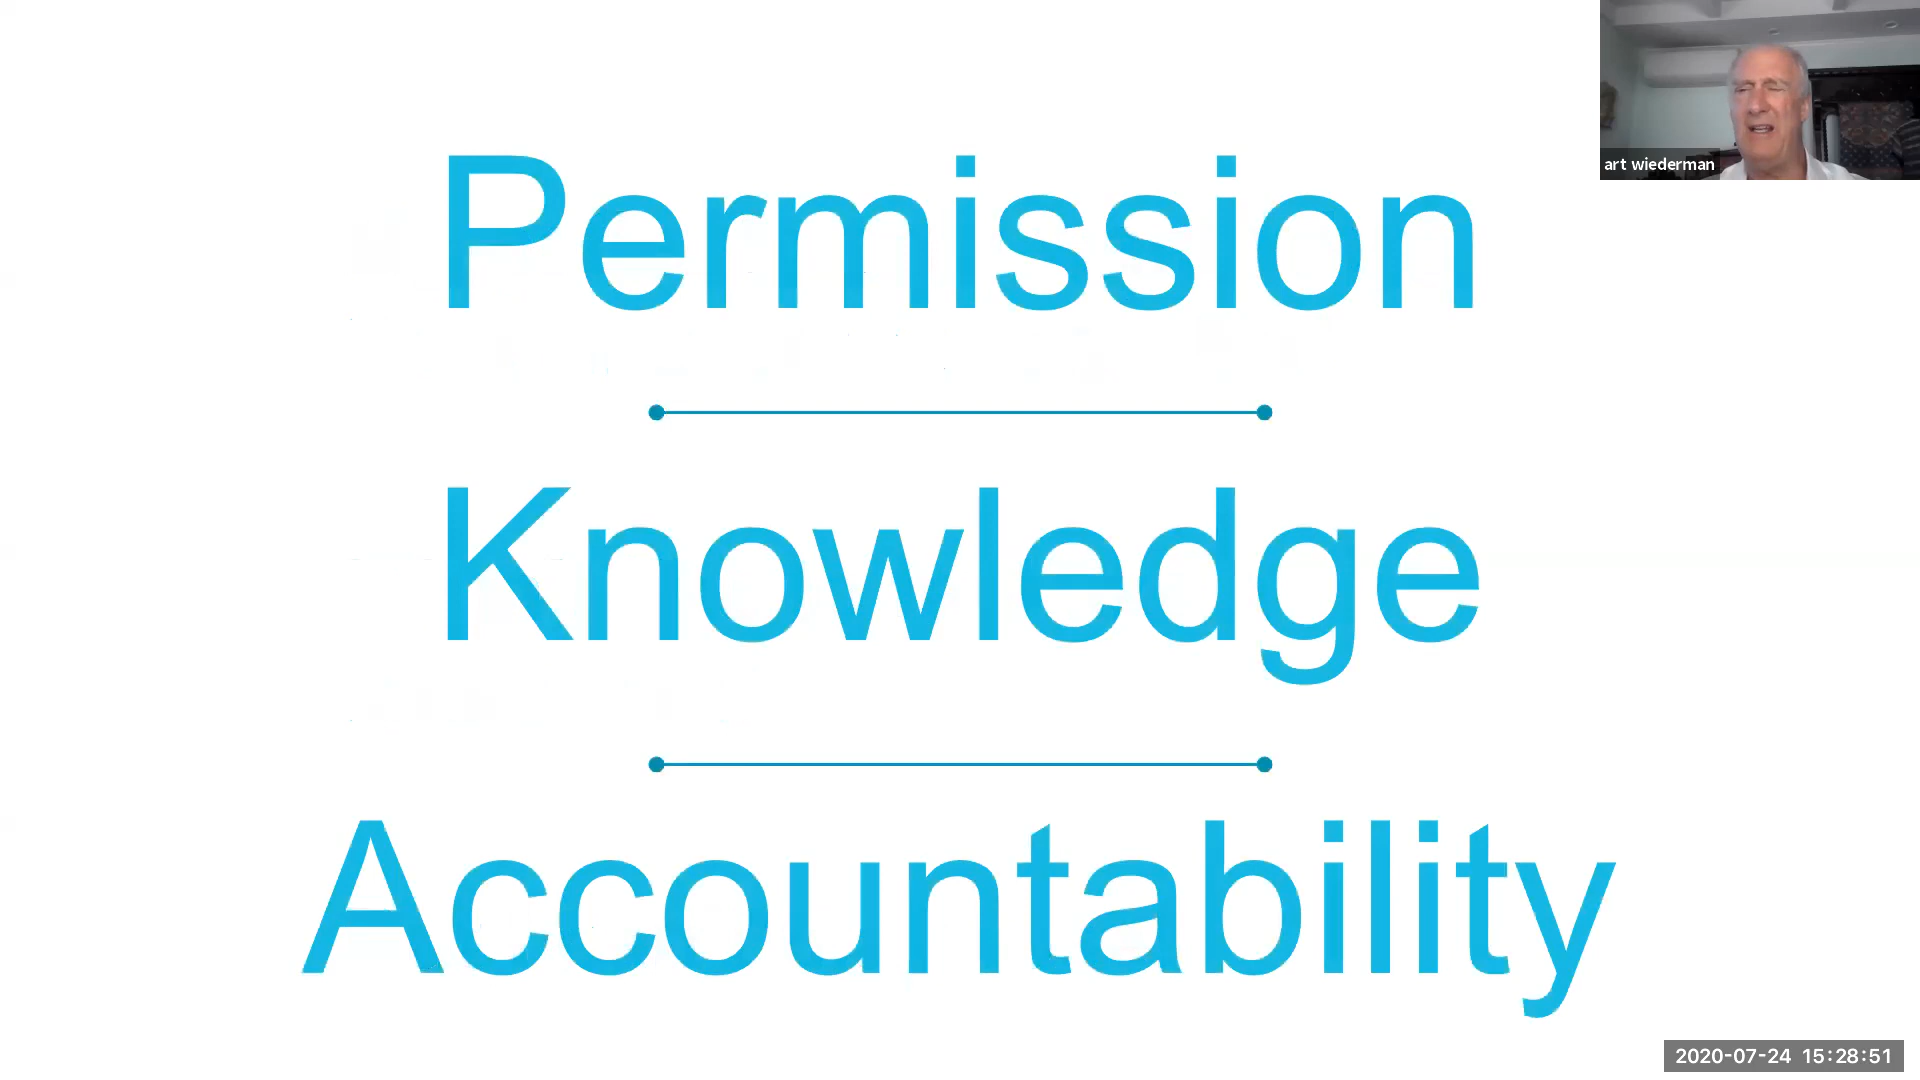 art wiederman
Permission
Knowledge
Accountability
2020-07-24 15:28:51